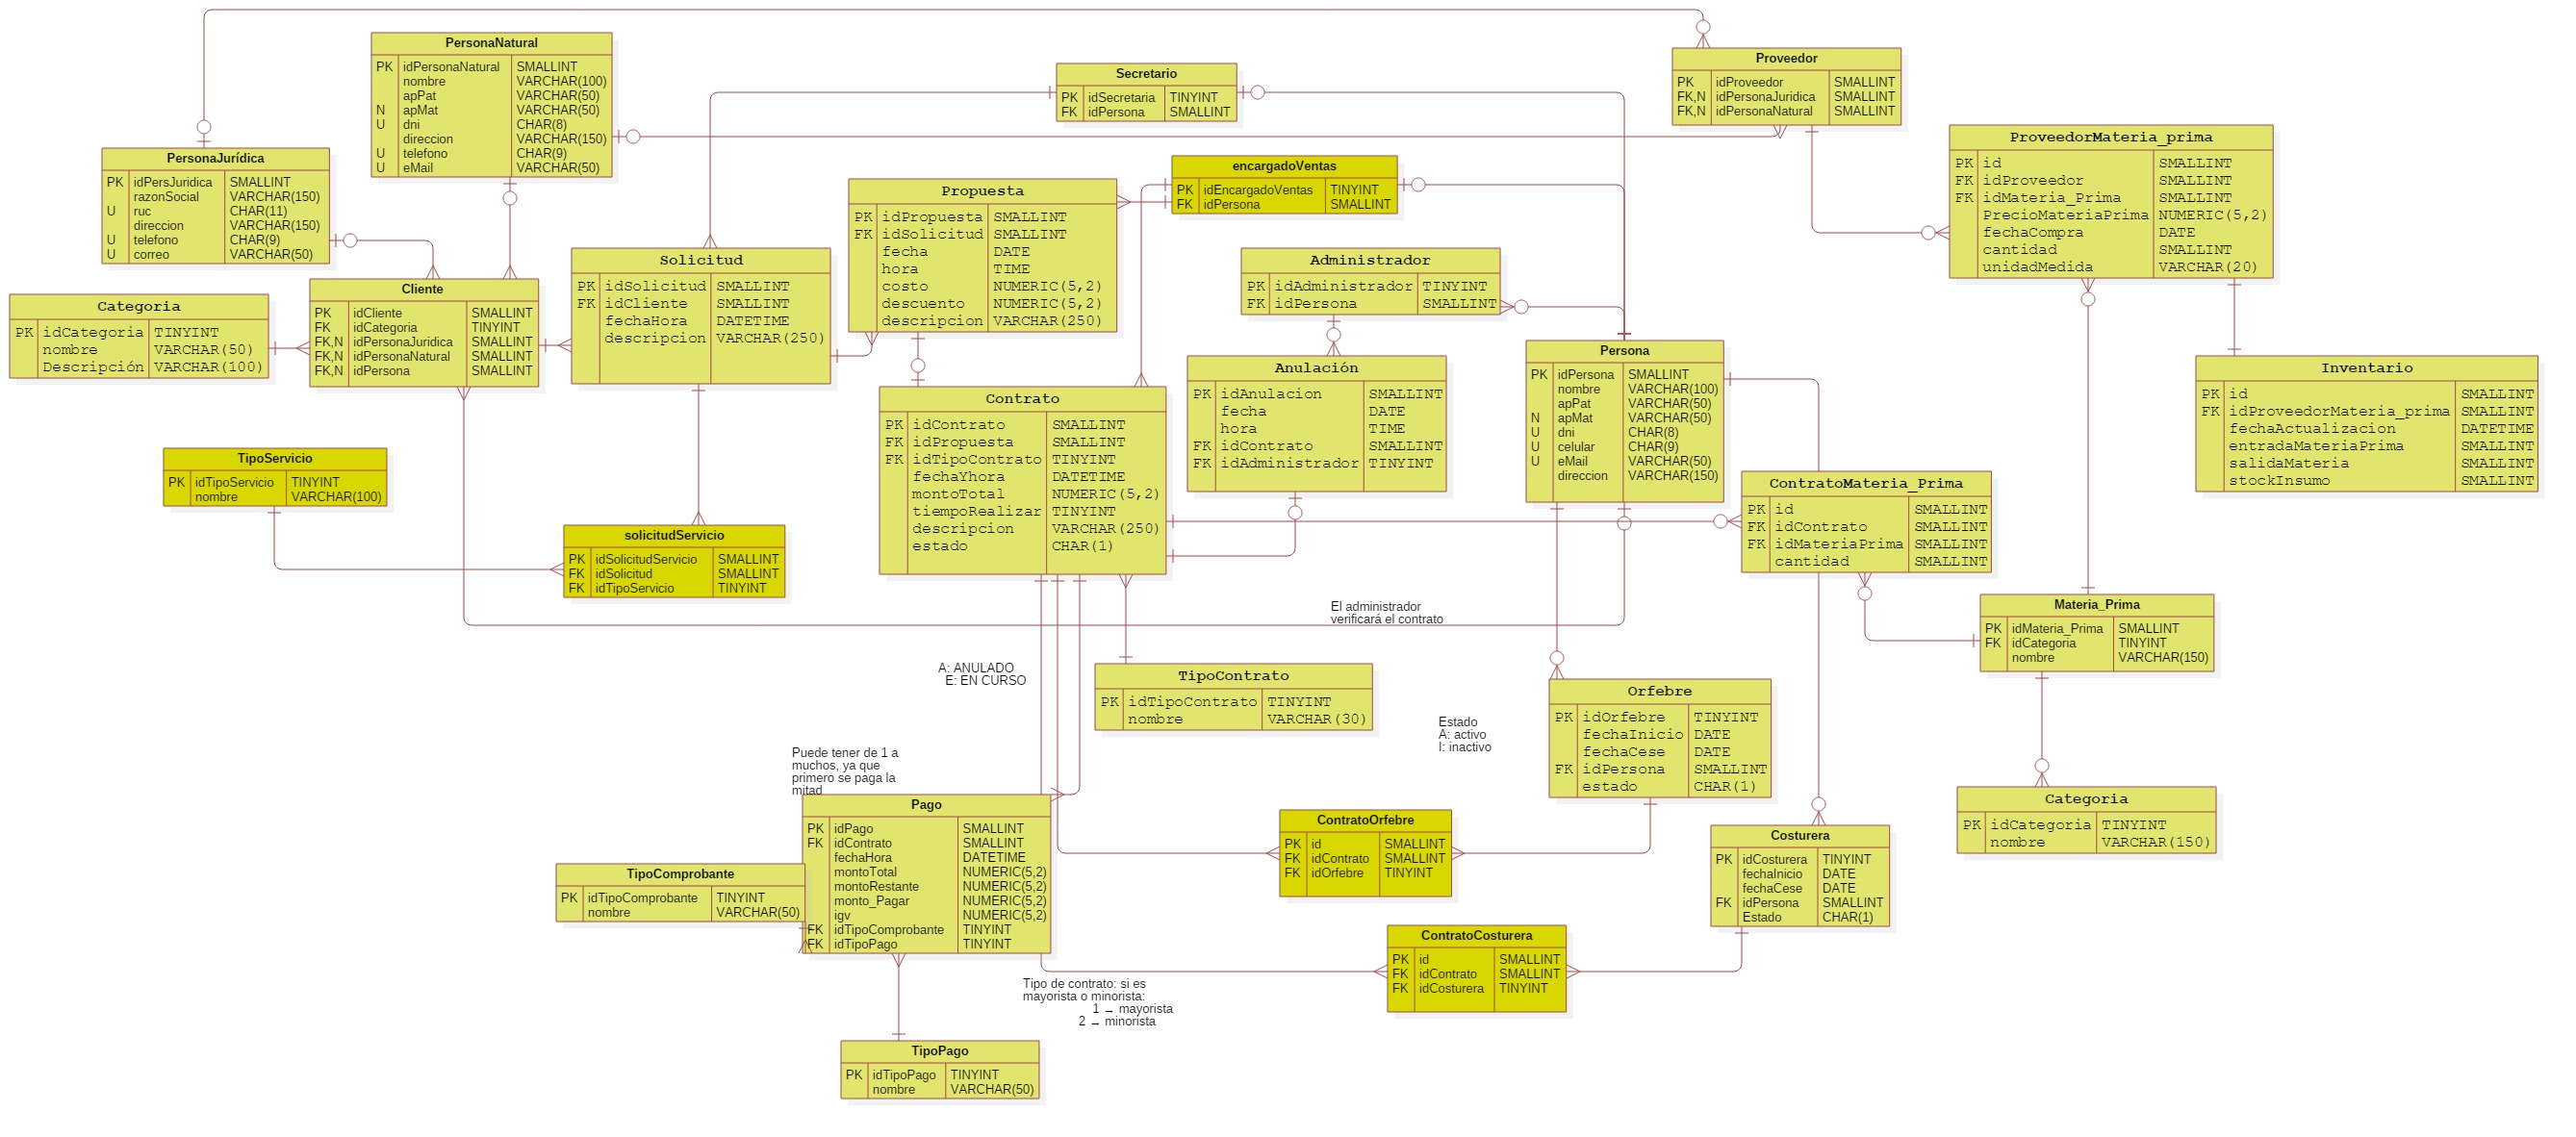 PersonaNatural
PK idPersonaNatural SMALLINT
nombre VARCHAR(100)
apPat VARCHAR(50)
N apMat VARCHAR(50)
U dni CHAR(8)
direccion VARCHAR(150)
U telefono CHAR(9)
U eMail VARCHAR(50)
Secretario
PK idSecretaria TINYINT
FK idPersona SMALLINT
Proveedor
PK idProveedor SMALLINT
FK,N idPersonaJuridica SMALLINT
FK,N idPersonaNatural SMALLINT
ProveedorMateria_prima
PK id SMALLINT
FK idProveedor SMALLINT
FK idMateria_Prima SMALLINT
PrecioMateriaPrima NUMERIC(5,2)
fechaCompra DATE
cantidad SMALLINT
unidadMedida VARCHAR(20)
PersonaJurídica
PK idPersJuridica SMALLINT
razonSocial VARCHAR(150)
U ruc CHAR(11)
direccion VARCHAR(150)
U telefono CHAR(9)
U correo VARCHAR(50)
encargadoVentas
PK idEncargadoVentas TINYINT
FK idPersona SMALLINT
Propuesta
PK idPropuesta SMALLINT
FK idSolicitud SMALLINT
fecha DATE
hora TIME
costo NUMERIC(5,2)
descuento NUMERIC(5,2)
descripcion VARCHAR(250)
Solicitud
PK idSolicitud SMALLINT
FK idCliente SMALLINT
fechaHora DATETIME
descripcion VARCHAR(250)
Administrador
PK idAdministrador TINYINT
FK idPersona SMALLINT
Cliente
PK idCliente SMALLINT
FK idCategoria TINYINT
FK,N idPersonaJuridica SMALLINT
FK,N idPersonaNatural SMALLINT
FK,N idPersona SMALLINT
Categoria
PK idCategoria TINYINT
nombre VARCHAR(50)
Descripción VARCHAR(100)
Persona
PK idPersona SMALLINT
nombre VARCHAR(100)
apPat VARCHAR(50)
N apMat VARCHAR(50)
U dni CHAR(8)
U celular CHAR(9)
U eMail VARCHAR(50)
direccion VARCHAR(150)
Anulación
PK idAnulacion SMALLINT
fecha DATE
hora TIME
FK idContrato SMALLINT
FK idAdministrador TINYINT
Inventario
PK id SMALLINT
FK idProveedorMateria_prima SMALLINT
fechaActualizacion DATETIME
entradaMateriaPrima SMALLINT
salidaMateria SMALLINT
stockInsumo SMALLINT
Contrato
PK idContrato SMALLINT
FK idPropuesta SMALLINT
FK idTipoContrato TINYINT
fechaYhora DATETIME
montoTotal NUMERIC(5,2)
tiempoRealizar TINYINT
descripcion VARCHAR(250)
estado CHAR(1)
TipoServicio
PK idTipoServicio TINYINT
nombre VARCHAR(100)
ContratoMateria_Prima
PK id SMALLINT
FK idContrato SMALLINT
FK idMateriaPrima SMALLINT
cantidad SMALLINT
solicitudServicio
PK idSolicitudServicio SMALLINT
FK idSolicitud SMALLINT
FK idTipoServicio TINYINT
El administrador
verificará el contrato
Materia_Prima
PK idMateria_Prima SMALLINT
FK idCategoria TINYINT
nombre VARCHAR(150)
A: ANULADO
E: EN CURSO
TipoContrato
PK idTipoContrato TINYINT
nombre VARCHAR(30)
Orfebre
PK idOrfebre TINYINT
fechaInicio DATE
fechaCese DATE
FK idPersona SMALLINT
estado CHAR(1)
Estado
A: activo
I: inactivo
Puede tener de 1 a
muchos, ya que
primero se paga la
mitad
Categoria
PK idCategoria TINYINT
nombre VARCHAR(150)
Pago
PK idPago SMALLINT
FK idContrato SMALLINT
fechaHora DATETIME
montoTotal NUMERIC(5,2)
montoRestante NUMERIC(5,2)
monto_Pagar NUMERIC(5,2)
igv NUMERIC(5,2)
FK idTipoComprobante TINYINT
FK idTipoPago TINYINT
ContratoOrfebre
PK id SMALLINT
FK idContrato SMALLINT
FK idOrfebre TINYINT
Costurera
PK idCosturera TINYINT
fechaInicio DATE
fechaCese DATE
FK idPersona SMALLINT
Estado CHAR(1)
TipoComprobante
PK idTipoComprobante TINYINT
nombre VARCHAR(50)
ContratoCosturera
PK id SMALLINT
FK idContrato SMALLINT
FK idCosturera TINYINT
Tipo de contrato: si es
mayorista o minorista:
1 → mayorista
2 → minorista
TipoPago
PK idTipoPago TINYINT
nombre VARCHAR(50)